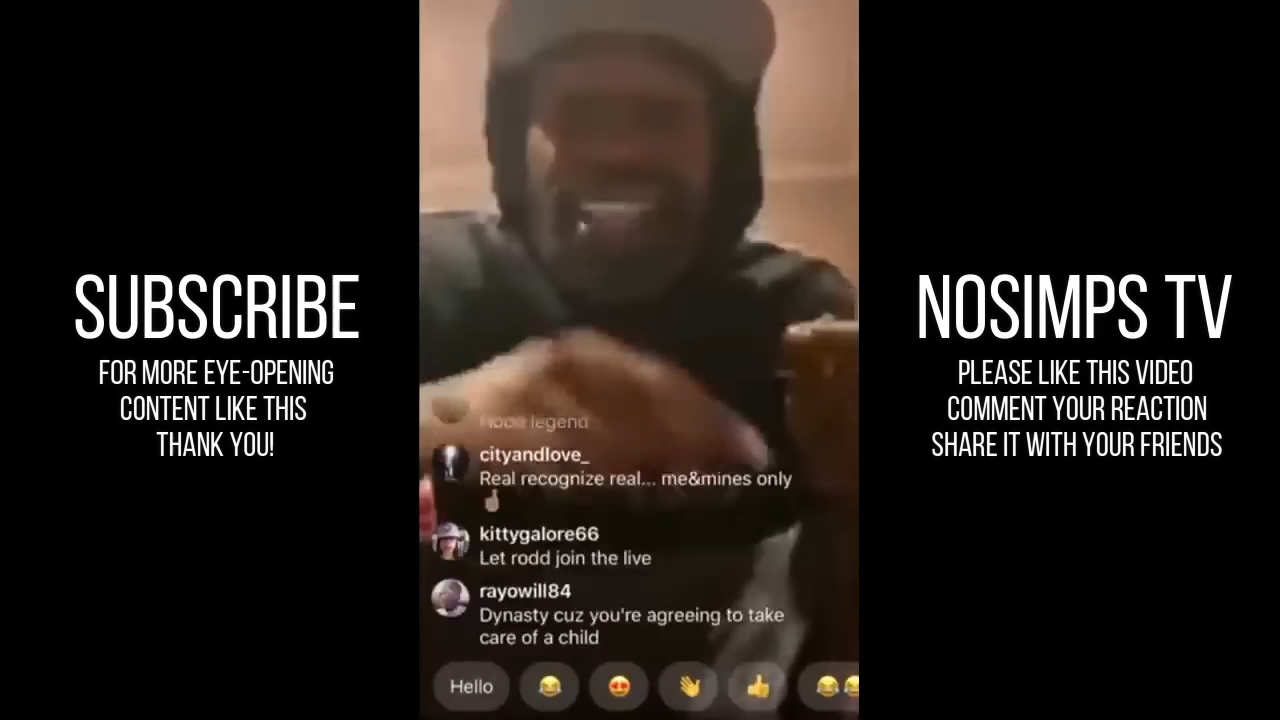 SUBSCRIBE
FOR MORE EYE-OPENING
CONTENT LIKE THIS
THANK YOU!
legend
cityandlove_
Real recognize real... me&mines only
kittygalore66
Let rodd join the live
rayowill84
Dynasty cuz you're agreeing to take
care of a child
Hello
NOSIMPS TV
PLEASE LIKE THIS VIDEO
COMMENT YOUR REACTION
SHARE IT WITH YOUR FRIENDS